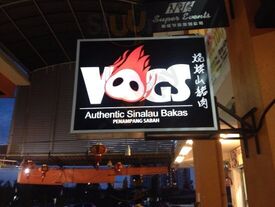 Super Events
VOGS
烧烤山猪肉
Authentic Sinalau Bakas
PENAMPANG SABAH